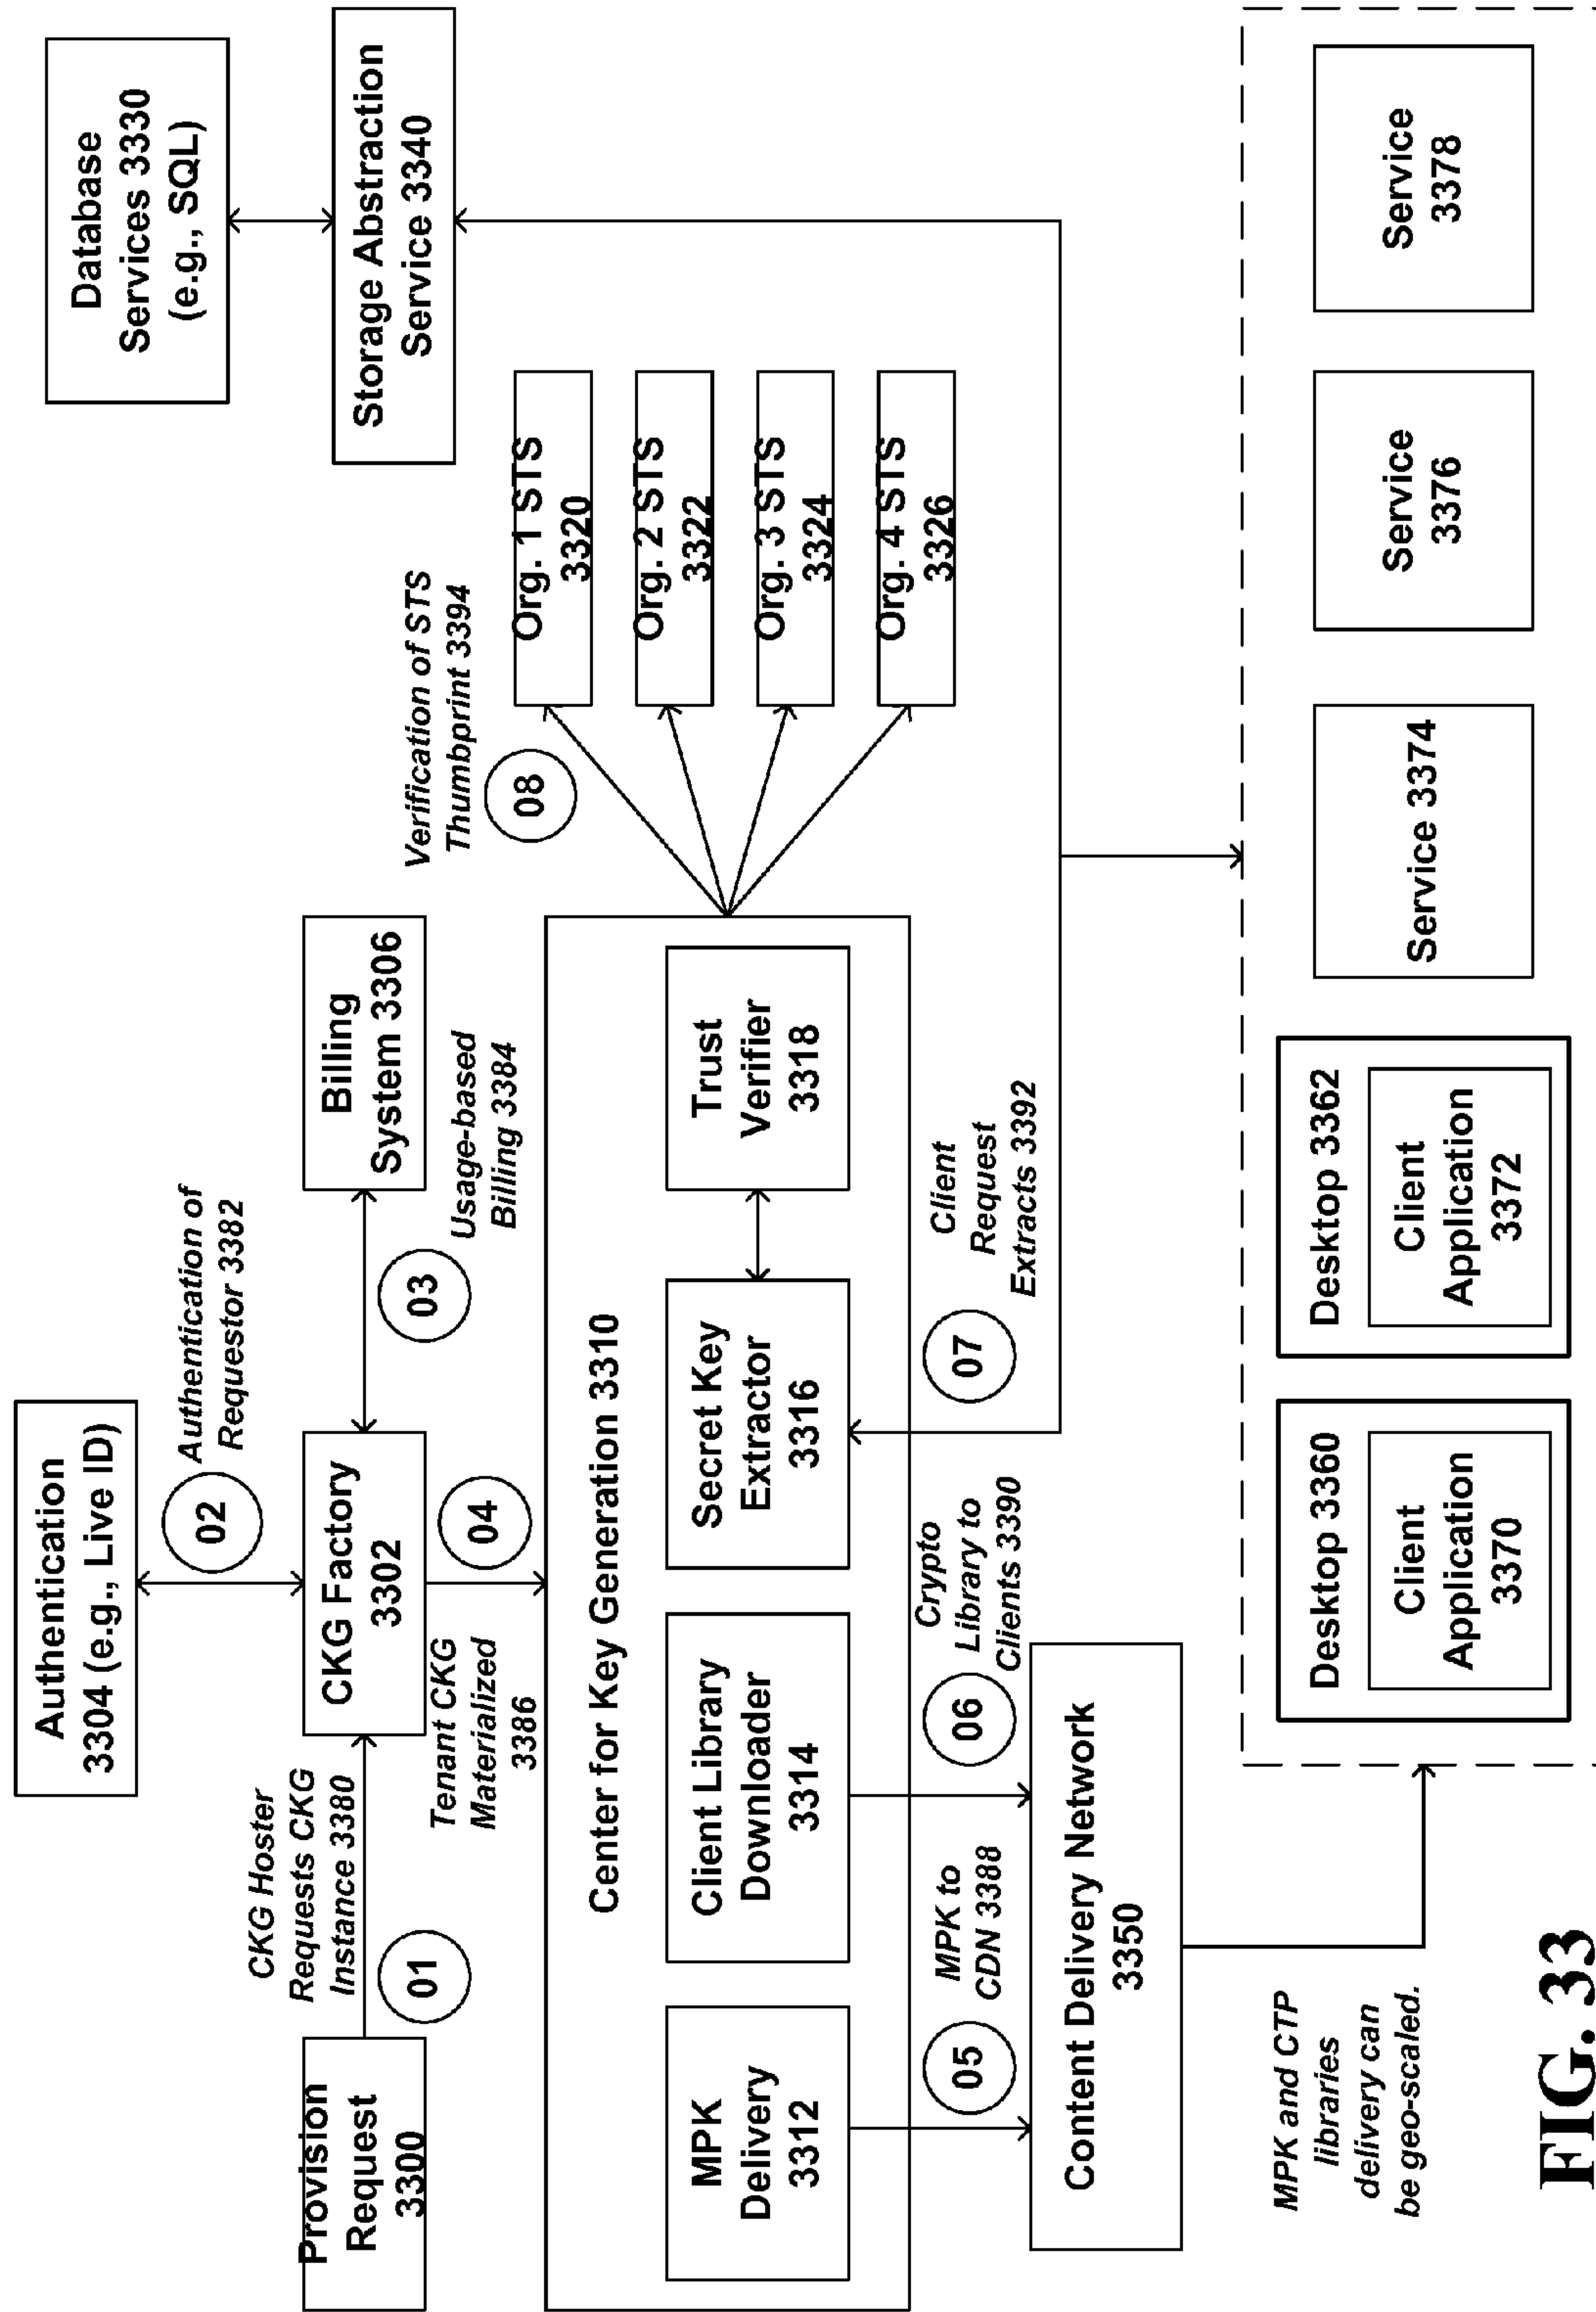 Authentication
3304 (e.g., Live ID)
Database
Services 3330
(e.g., SQL)
02
Authentication of
Requestor 3382
CKG Hoster
Requests CKG
Instance 3380
01
Provision
Request
3300
CKG Factory
3302
03
Usage-based
Billing 3384
Billing
System 3306
Storage Abstraction
Service 3340
Tenant CKG
Materialized
3386
04
Verification of STS
Thumbprint 3394
08
Org. 1 STS
3320
Org. 2 STS
3322
Org. 3 STS
3324
Org. 4 STS
3326
Center for Key Generation 3310
MPK
Delivery
3312
Client Library
Downloader
3314
Secret Key
Extractor
3316
Trust
Verifier
3318
05
MPK to
CDN 3388
06
Crypto
Library to
Clients 3390
07
Client
Request
Extracts 3392
Content Delivery Network
3350
MPK and CTP
libraries
delivery can
be geo-scaled.
Desktop 3360
Client
Application
3370
Desktop 3362
Client
Application
3372
Service 3374
Service
3376
Service
3378
FIG. 33